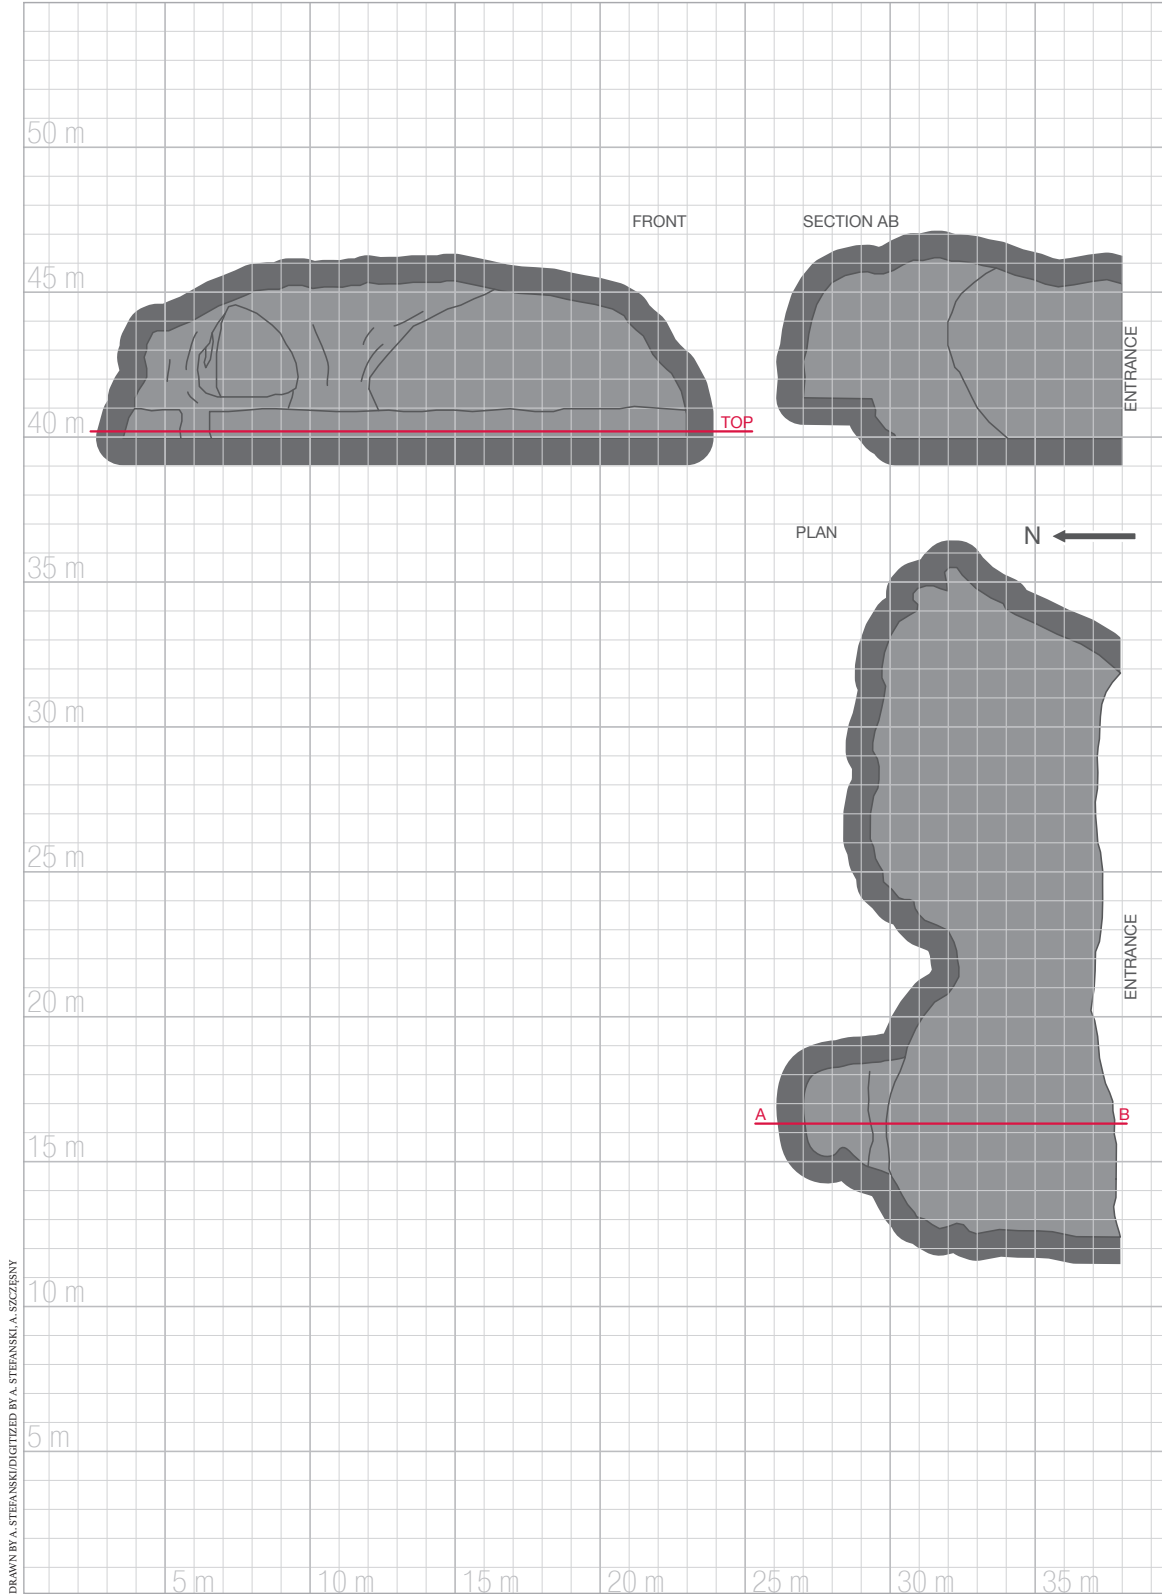 50 m
FRONT
SECTION AB
45 m
ENTRANCE
40 m
TOP
PLAN
N
35 m
30 m
25 m
ENTRANCE
20 m
A
B
15 m
10 m
5 m
5 m
10 m
15 m
20 m
25 m
30 m
35 m
DRAWN BY A. STEFANSKI/DIGITIZED BY A. STEFANSKI, A. SZCZĘSNY